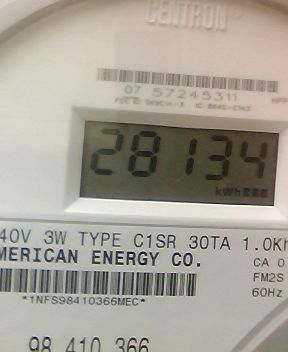 CENTRON®
07 57245311
28134
kWh
40V 3W TYPE C1SR 30TA 1.0Kh
MERICAN ENERGY CO.
CA 0
FM2S
60Hz
*1NFS98410366MEC*
98 410 366